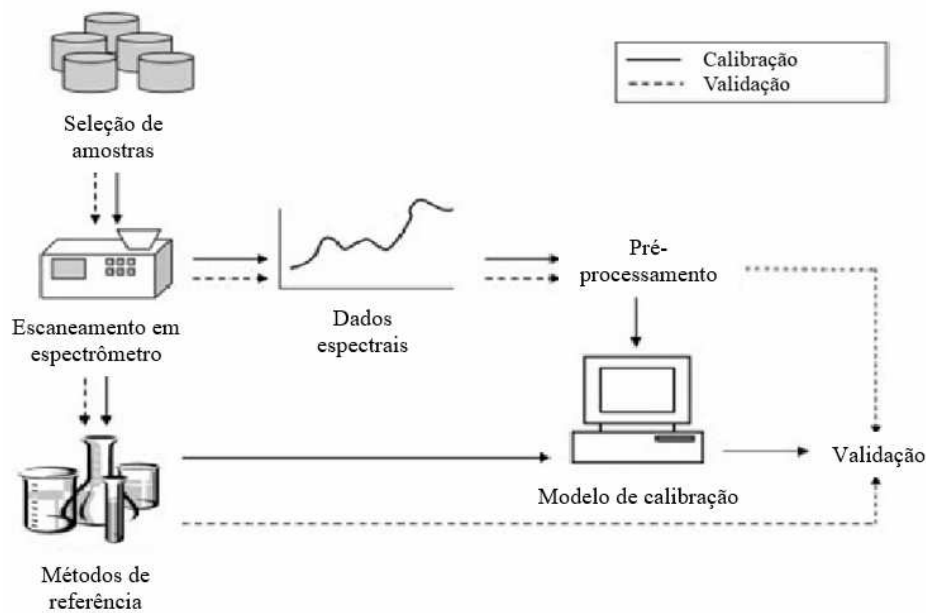 Calibração
Validação
Seleção de
amostras
Escaneamento em
espectrômetro
Dados
espectrais
Pré-
processamento
Modelo de calibração
Validação
Métodos de
referência